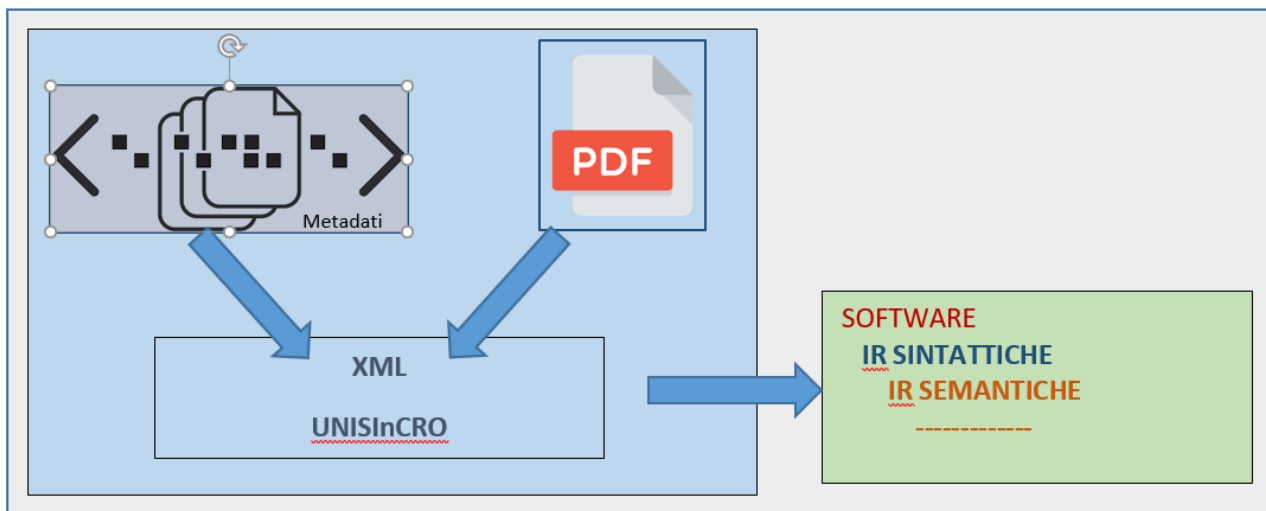 Metadati
PDF
XML
UNISInCRO
SOFTWARE
IR SINTATTICHE
IR SEMANTICHE
-------------